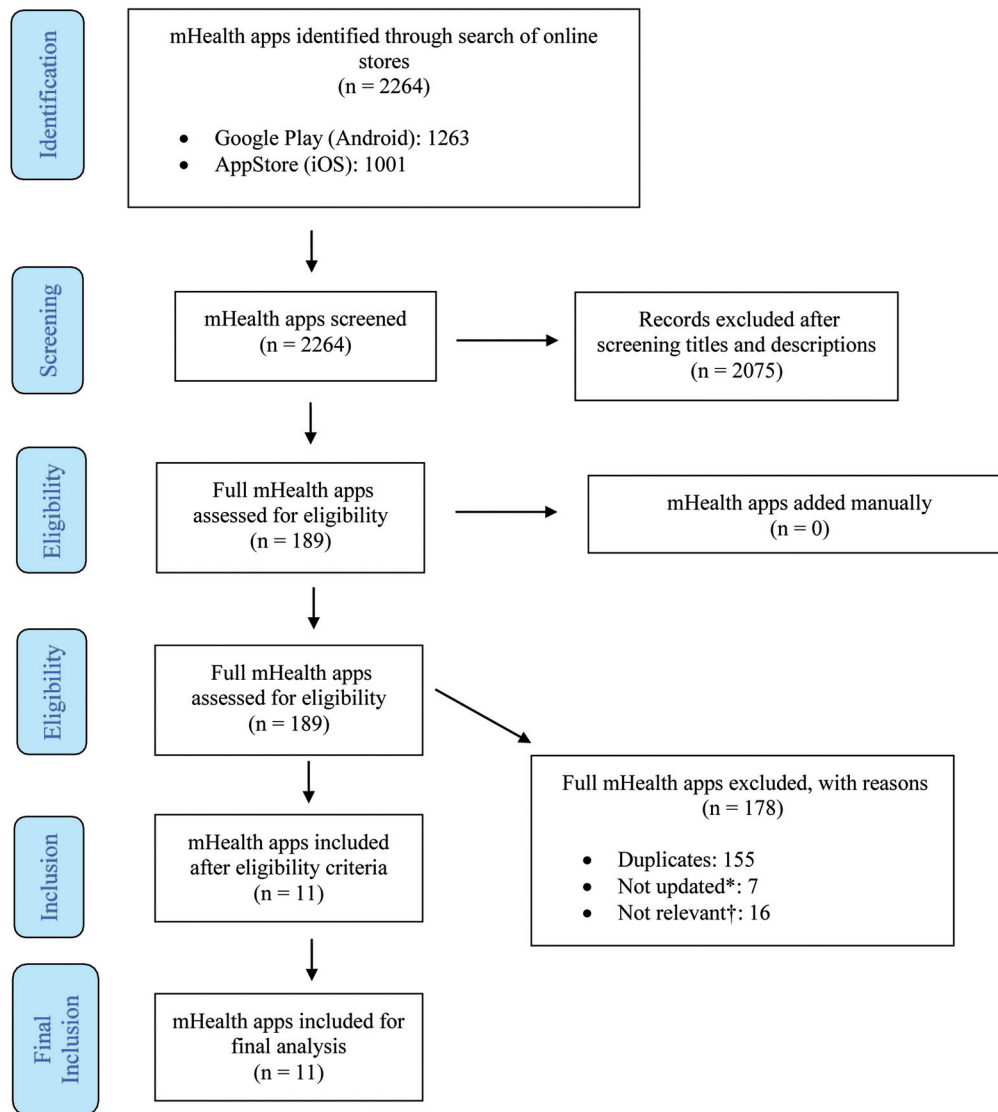 Identification
mHealth apps identified through search of online
stores
(n = 2264)
• Google Play (Android): 1263
• AppStore (iOS): 1001
Screening
mHealth apps screened
(n = 2264)
Records excluded after
screening titles and descriptions
(n = 2075)
Eligibility
Full mHealth apps
assessed for eligibility
(n = 189)
mHealth apps added manually
(n = 0)
Eligibility
Full mHealth apps
assessed for eligibility
(n = 189)
Full mHealth apps excluded, with reasons
(n = 178)
• Duplicates: 155
• Not updated*: 7
• Not relevant†: 16
Inclusion
mHealth apps included
after eligibility criteria
(n = 11)
Final
Inclusion
mHealth apps included for
final analysis
(n = 11)